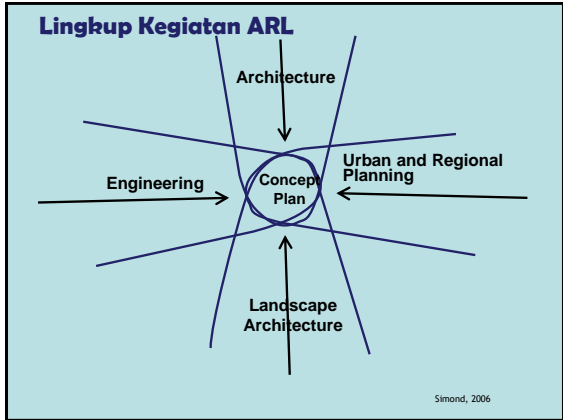 Lingkup Kegiatan ARL
Architecture
Urban and Regional
Planning
Engineering
Concept
Plan
Landscape
Architecture
Simond, 2006